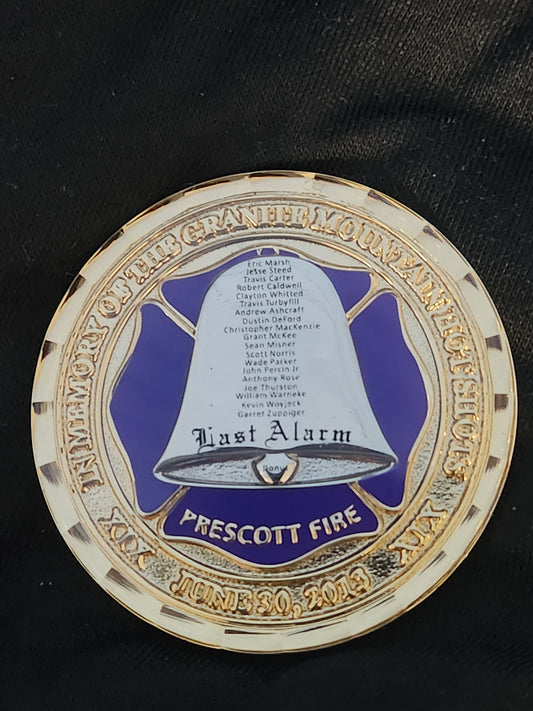 IN MEMORY OF THE GRANITE MOUNTAIN HOTSHOTS
Eric Marsh
Jesse Steed
Travis Carter
Robert Caldwell
Clayton Whitted
Travis Turbyfill
Andrew Ashcraft
Dustin DeFord
Christopher MacKenzie
Grant McKee
Sean Misner
Scott Norris
Wade Parker
John Percin Jr
Anthony Rose
Joe Thurston
William Warneke
Kevin Woyjeck
Garret Zuppiger
Last Alarm
PRESCOTT FIRE
XIX
XIX
JUNE 30, 2013